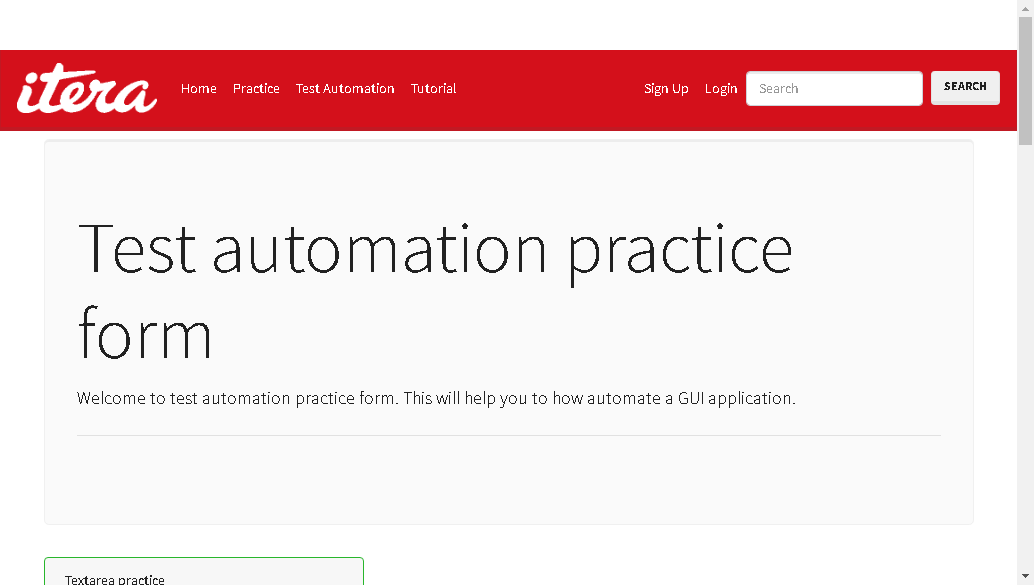 itera Home Practice Test Automation Tutorial Sign Up Login Search SEARCH
Test automation practice
form
Welcome to test automation practice form. This will help you to how automate a GUI application.
Textarea practice